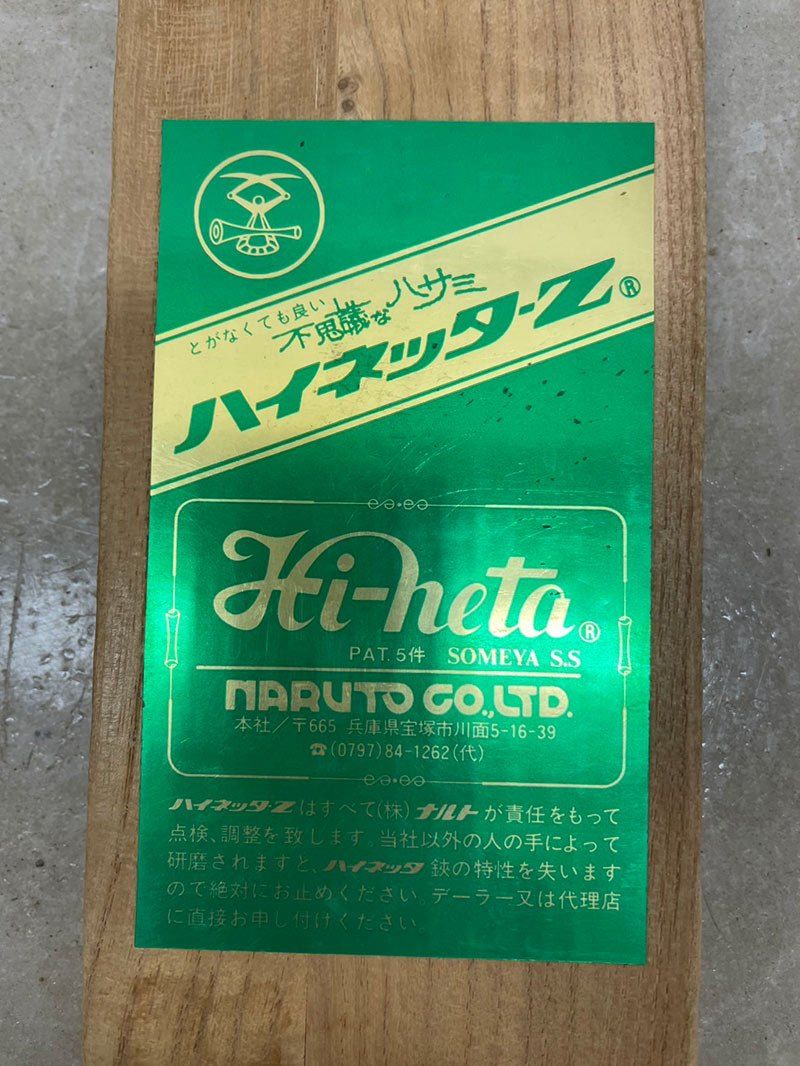 とがなくても良い
不思議な ハサミ
ハイネッターZ®
Hi-heta®
PAT.5件 SOMEYA S.S
NARUTO CO.,LTD.
本社／〒665 兵庫県宝塚市川面5-16-39
☎(0797)84-1262(代)
ハイネッターZはすべて(株)ナルトが責任をもって
点検、調整を致します。当社以外の人の手によって
研磨されますと、ハイネッタ鋏の特性を失います
ので絶対にお止めください。デーラー又は代理店
に直接お申し付けください。